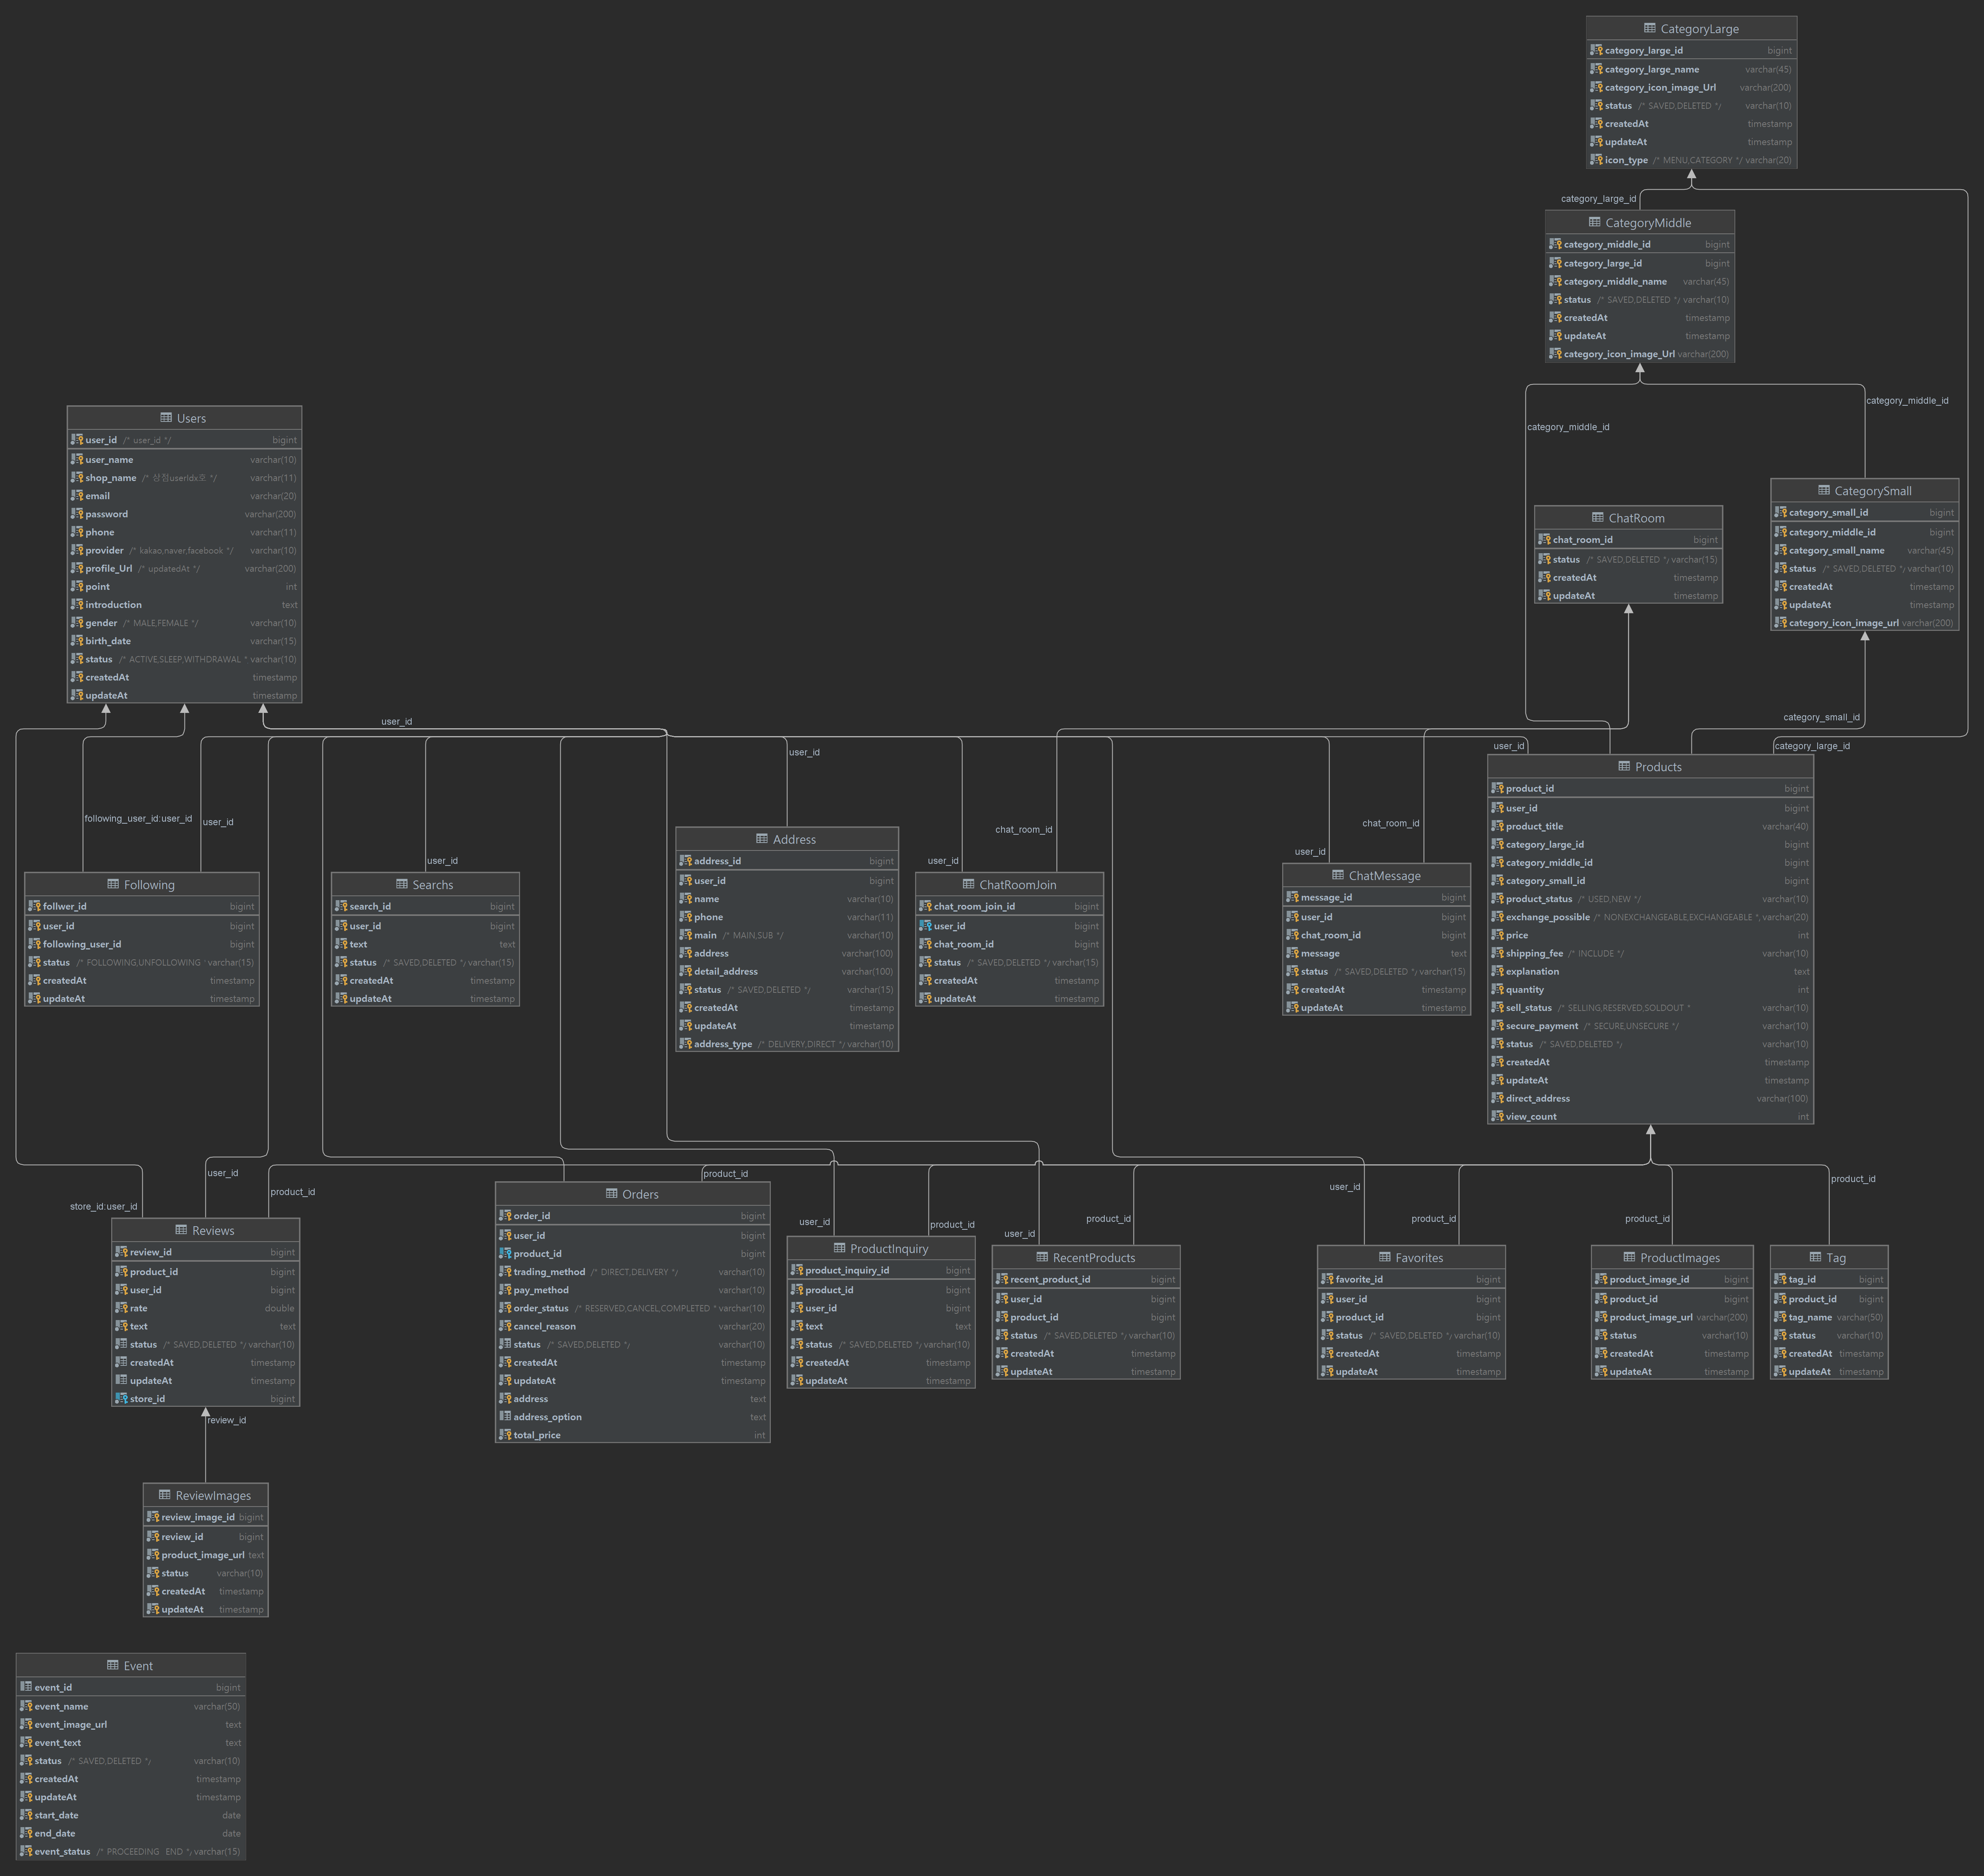 CategoryLarge
category_large_id bigint
category_large_name varchar(45)
category_icon_image_Url varchar(200)
status /* SAVED,DELETED */ varchar(10)
createdAt timestamp
updateAt timestamp
icon_type /* MENU,CATEGORY */ varchar(20)
category_large_id
CategoryMiddle
category_middle_id bigint
category_large_id bigint
category_middle_name varchar(45)
status /* SAVED,DELETED */ varchar(10)
createdAt timestamp
updateAt timestamp
category_icon_image_Url varchar(200)
category_middle_id
category_middle_id
Users
user_id /* user_id */ bigint
user_name varchar(10)
shop_name /* 상점userIdx호 */ varchar(11)
email varchar(20)
password varchar(200)
phone varchar(11)
provider /* kakao,naver,facebook */ varchar(10)
profile_Url /* updatedAt */ varchar(200)
point int
introduction text
gender /* MALE,FEMALE */ varchar(10)
birth_date varchar(15)
status /* ACTIVE,SLEEP,WITHDRAWAL * varchar(10)
createdAt timestamp
updateAt timestamp
ChatRoom
chat_room_id bigint
status /* SAVED,DELETED */ varchar(15)
createdAt timestamp
updateAt timestamp
CategorySmall
category_small_id bigint
category_middle_id bigint
category_small_name varchar(45)
status /* SAVED,DELETED */ varchar(10)
createdAt timestamp
updateAt timestamp
category_icon_image_url varchar(200)
user_id
category_small_id
user_id
user_id
category_large_id
following_user_id:user_id
user_id
user_id
user_id
chat_room_id
user_id
chat_room_id
Following
follwer_id bigint
user_id bigint
following_user_id bigint
status /* FOLLOWING,UNFOLLOWING * varchar(15)
createdAt timestamp
updateAt timestamp
Searchs
search_id bigint
user_id bigint
text text
status /* SAVED,DELETED */ varchar(15)
createdAt timestamp
updateAt timestamp
Address
address_id bigint
user_id bigint
name varchar(10)
phone varchar(11)
main /* MAIN,SUB */ varchar(10)
address varchar(100)
detail_address varchar(100)
status /* SAVED,DELETED */ varchar(15)
createdAt timestamp
updateAt timestamp
address_type /* DELIVERY,DIRECT */ varchar(10)
ChatRoomJoin
chat_room_join_id bigint
user_id bigint
chat_room_id bigint
status /* SAVED,DELETED */ varchar(15)
createdAt timestamp
updateAt timestamp
ChatMessage
message_id bigint
user_id bigint
chat_room_id bigint
message text
status /* SAVED,DELETED */ varchar(15)
createdAt timestamp
updateAt timestamp
Products
product_id bigint
user_id bigint
product_title varchar(40)
category_large_id bigint
category_middle_id bigint
category_small_id bigint
product_status /* USED,NEW */ varchar(10)
exchange_possible /* NONEXCHANGEABLE,EXCHANGEABLE */ varchar(20)
price int
shipping_fee /* INCLUDE */ varchar(10)
explanation text
quantity int
sell_status /* SELLING,RESERVED,SOLDOUT * varchar(10)
secure_payment /* SECURE,UNSECURE */ varchar(10)
status /* SAVED,DELETED */ varchar(10)
createdAt timestamp
updateAt timestamp
direct_address varchar(100)
view_count int
store_id:user_id
user_id
product_id
product_id
user_id
product_id
user_id
product_id
user_id
product_id
product_id
product_id
Reviews
review_id bigint
product_id bigint
user_id bigint
rate double
text text
status /* SAVED,DELETED */ varchar(10)
createdAt timestamp
updateAt timestamp
store_id bigint
Orders
order_id bigint
user_id bigint
product_id bigint
trading_method /* DIRECT,DELIVERY */ varchar(10)
pay_method varchar(10)
order_status /* RESERVED,CANCEL,COMPLETED * varchar(10)
cancel_reason varchar(20)
status /* SAVED,DELETED */ varchar(10)
createdAt timestamp
updateAt timestamp
address text
address_option text
total_price int
ProductInquiry
product_inquiry_id bigint
product_id bigint
user_id bigint
text text
status /* SAVED,DELETED */ varchar(10)
createdAt timestamp
updateAt timestamp
RecentProducts
recent_product_id bigint
user_id bigint
product_id bigint
status /* SAVED,DELETED */ varchar(10)
createdAt timestamp
updateAt timestamp
Favorites
favorite_id bigint
user_id bigint
product_id bigint
status /* SAVED,DELETED */ varchar(10)
createdAt timestamp
updateAt timestamp
ProductImages
product_image_id bigint
product_id bigint
product_image_url varchar(200)
status varchar(10)
createdAt timestamp
updateAt timestamp
Tag
tag_id bigint
product_id bigint
tag_name varchar(50)
status varchar(10)
createdAt timestamp
updateAt timestamp
review_id
ReviewImages
review_image_id bigint
review_id bigint
product_image_url text
status varchar(10)
createdAt timestamp
updateAt timestamp
Event
event_id bigint
event_name varchar(50)
event_image_url text
event_text text
status /* SAVED,DELETED */ varchar(10)
createdAt timestamp
updateAt timestamp
start_date date
end_date date
event_status /* PROCEEDING END */ varchar(15)